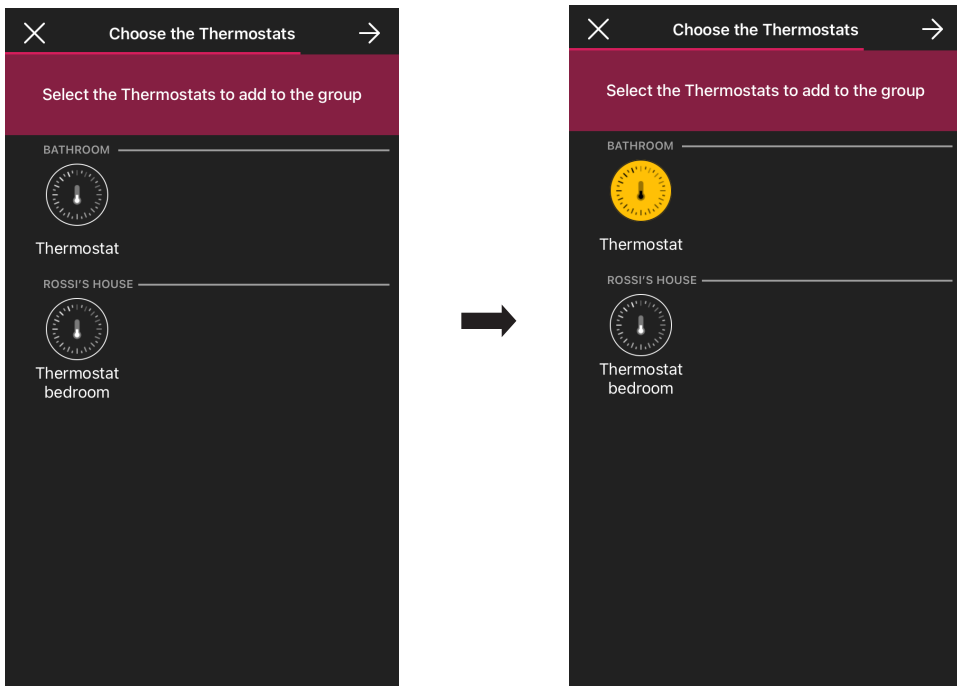 Choose the Thermostats
Select the Thermostats to add to the group
BATHROOM
Thermostat
ROSSI'S HOUSE
Thermostat
bedroom
Choose the Thermostats
Select the Thermostats to add to the group
BATHROOM
Thermostat
ROSSI'S HOUSE
Thermostat
bedroom